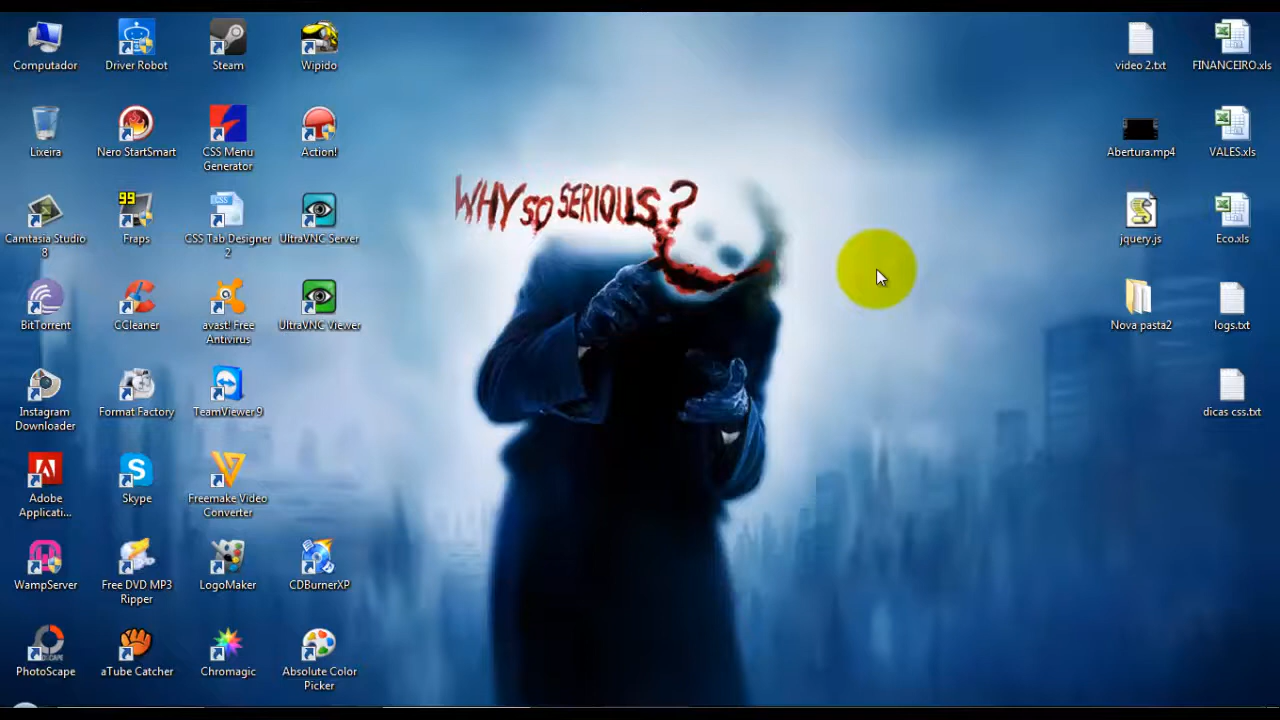 Computador
Driver Robot
Steam
Wipido
video 2.txt
FINANCEIRO.xls
Lixeira
Nero StartSmart
CSS Menu
Generator
Action!
Abertura.mp4
VALES.xls
WHY SO SERIOUS?
99
CSS
Camtasia Studio
8
Fraps
CSS Tab Designer
2
UltraVNC Server
jquery.js
Eco.xls
BitTorrent
CCleaner
avast! Free
Antivirus
UltraVNC Viewer
Nova pasta2
logs.txt
Instagram
Downloader
Format Factory
TeamViewer 9
dicas css.txt
Adobe
Applicati...
Skype
Freemake Video
Converter
WampServer
Free DVD MP3
Ripper
LogoMaker
CDBurnerXP
PhotoScape
aTube Catcher
Chromagic
Absolute Color
Picker